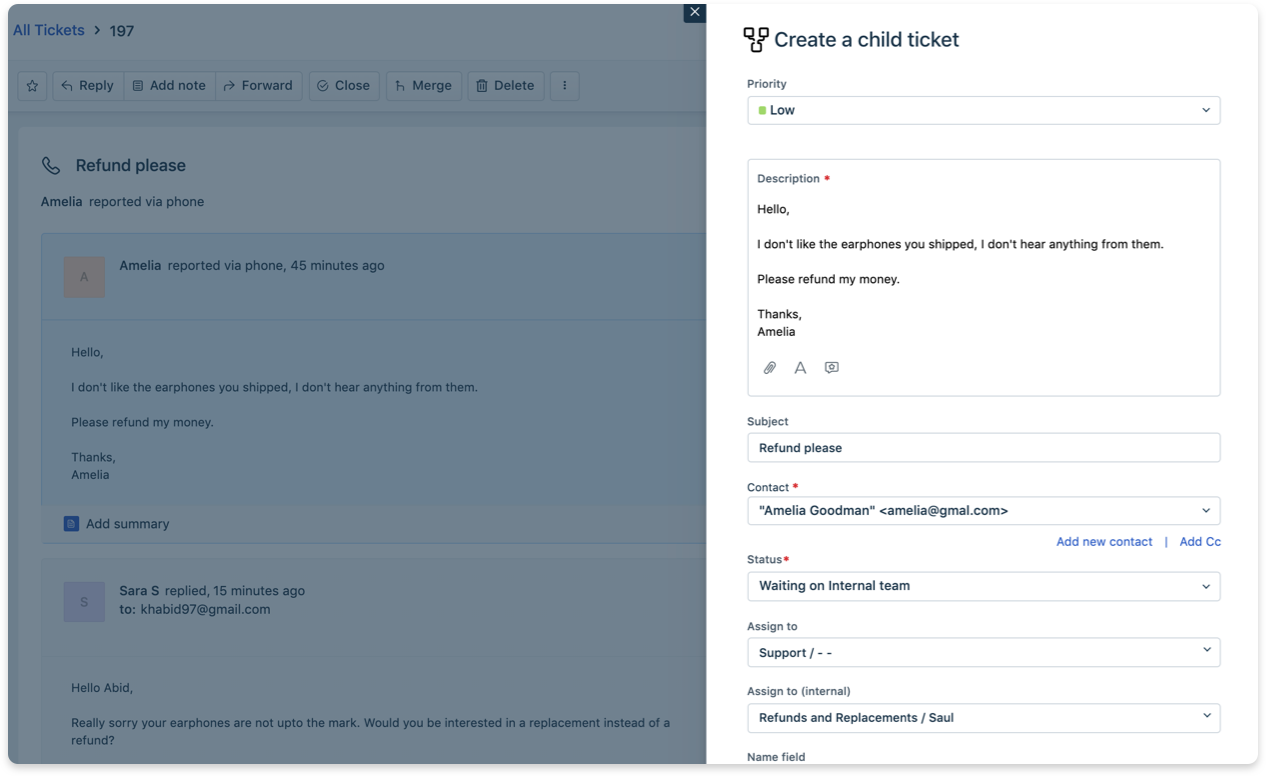 All Tickets > 197
Reply
Add note
Forward
Close
Merge
Delete
Refund please
Amelia reported via phone
A
Amelia reported via phone, 45 minutes ago
Hello,
I don't like the earphones you shipped, I don't hear anything from them.
Please refund my money.
Thanks,
Amelia
Add summary
S
Sara S replied, 15 minutes ago
to: khabid97@gmail.com
Hello Abid,
Really sorry your earphones are not upto the mark. Would you be interested in a replacement instead of a
refund?
Create a child ticket
Priority
Low
Description *
Hello,
I don't like the earphones you shipped, I don't hear anything from them.
Please refund my money.
Thanks,
Amelia
Subject
Refund please
Contact *
"Amelia Goodman" <amelia@gmal.com>
Add new contact | Add Cc
Status*
Waiting on Internal team
Assign to
Support / - -
Assign to (internal)
Refunds and Replacements / Saul
Name field